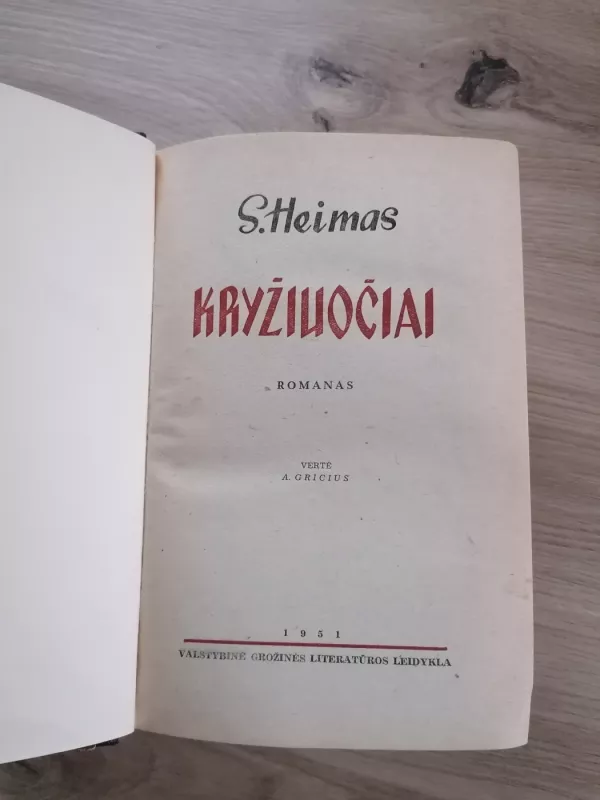 S. Heimas
KRYŽIUOČIAI
ROMANAS
VERTĖ
A. GRICIUS
1951
VALSTYBINĖ GROŽINĖS LITERATŪROS LEIDYKLA